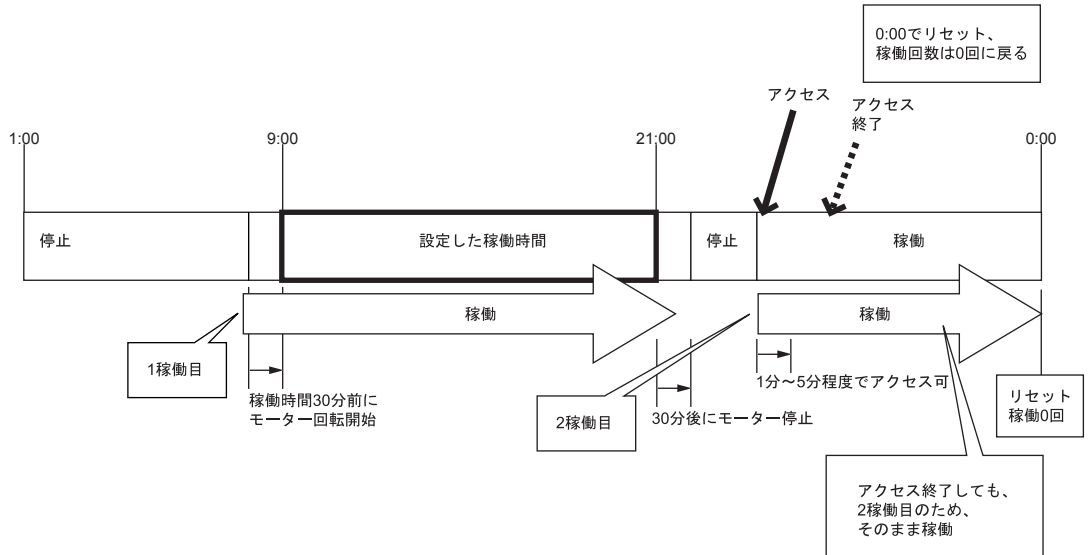 0:00でリセット、
稼働回数は0回に戻る
アクセス
アクセス
終了
1:00
9:00
21:00
0:00
停止
設定した稼働時間
停止
稼働
稼働
稼働
1稼働目
稼働時間30分前に
モーター回転開始
2稼働目
30分後にモーター停止
1分～5分程度でアクセス可
リセット
稼働0回
アクセス終了しても、
2稼働目のため、
そのまま稼働